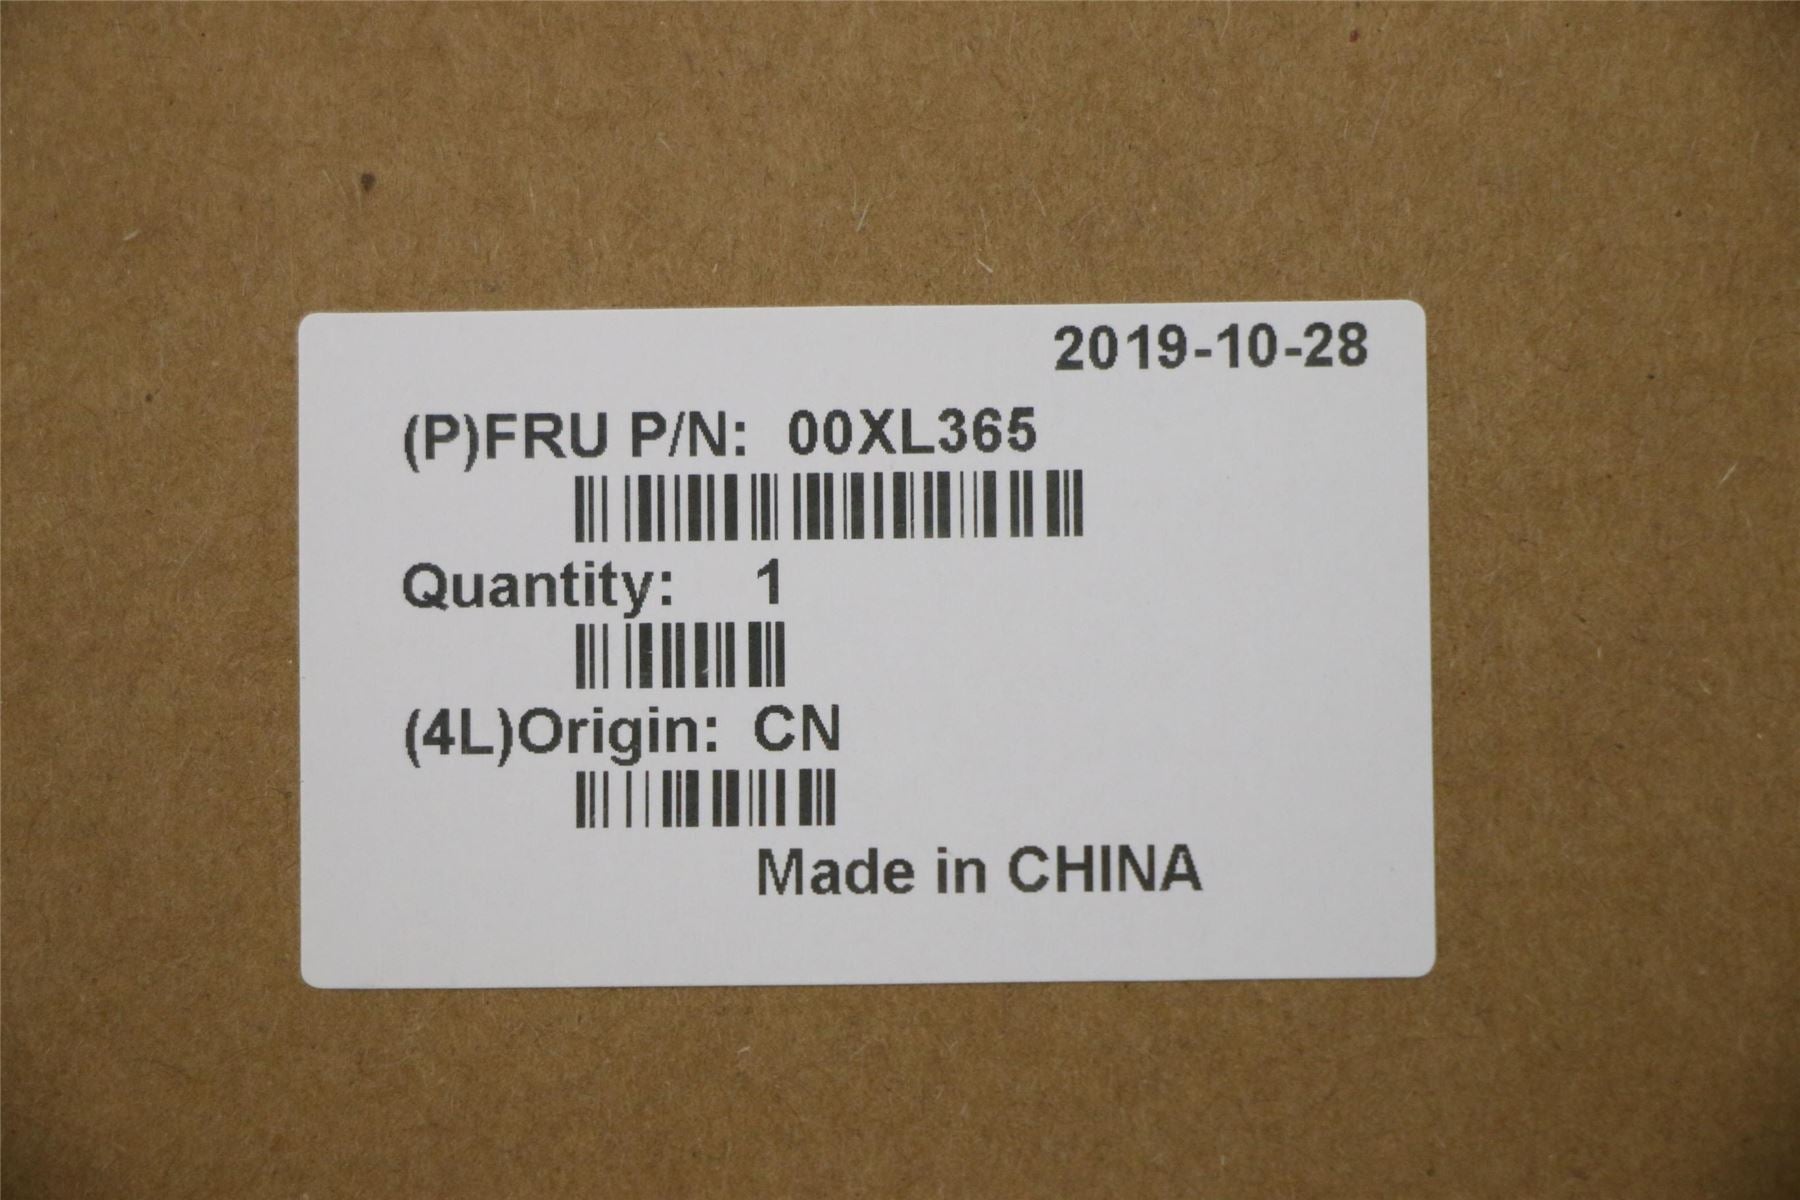 2019-10-28
(P)FRU P/N: 00XL365
Quantity: 1
(4L)Origin: CN
Made in CHINA